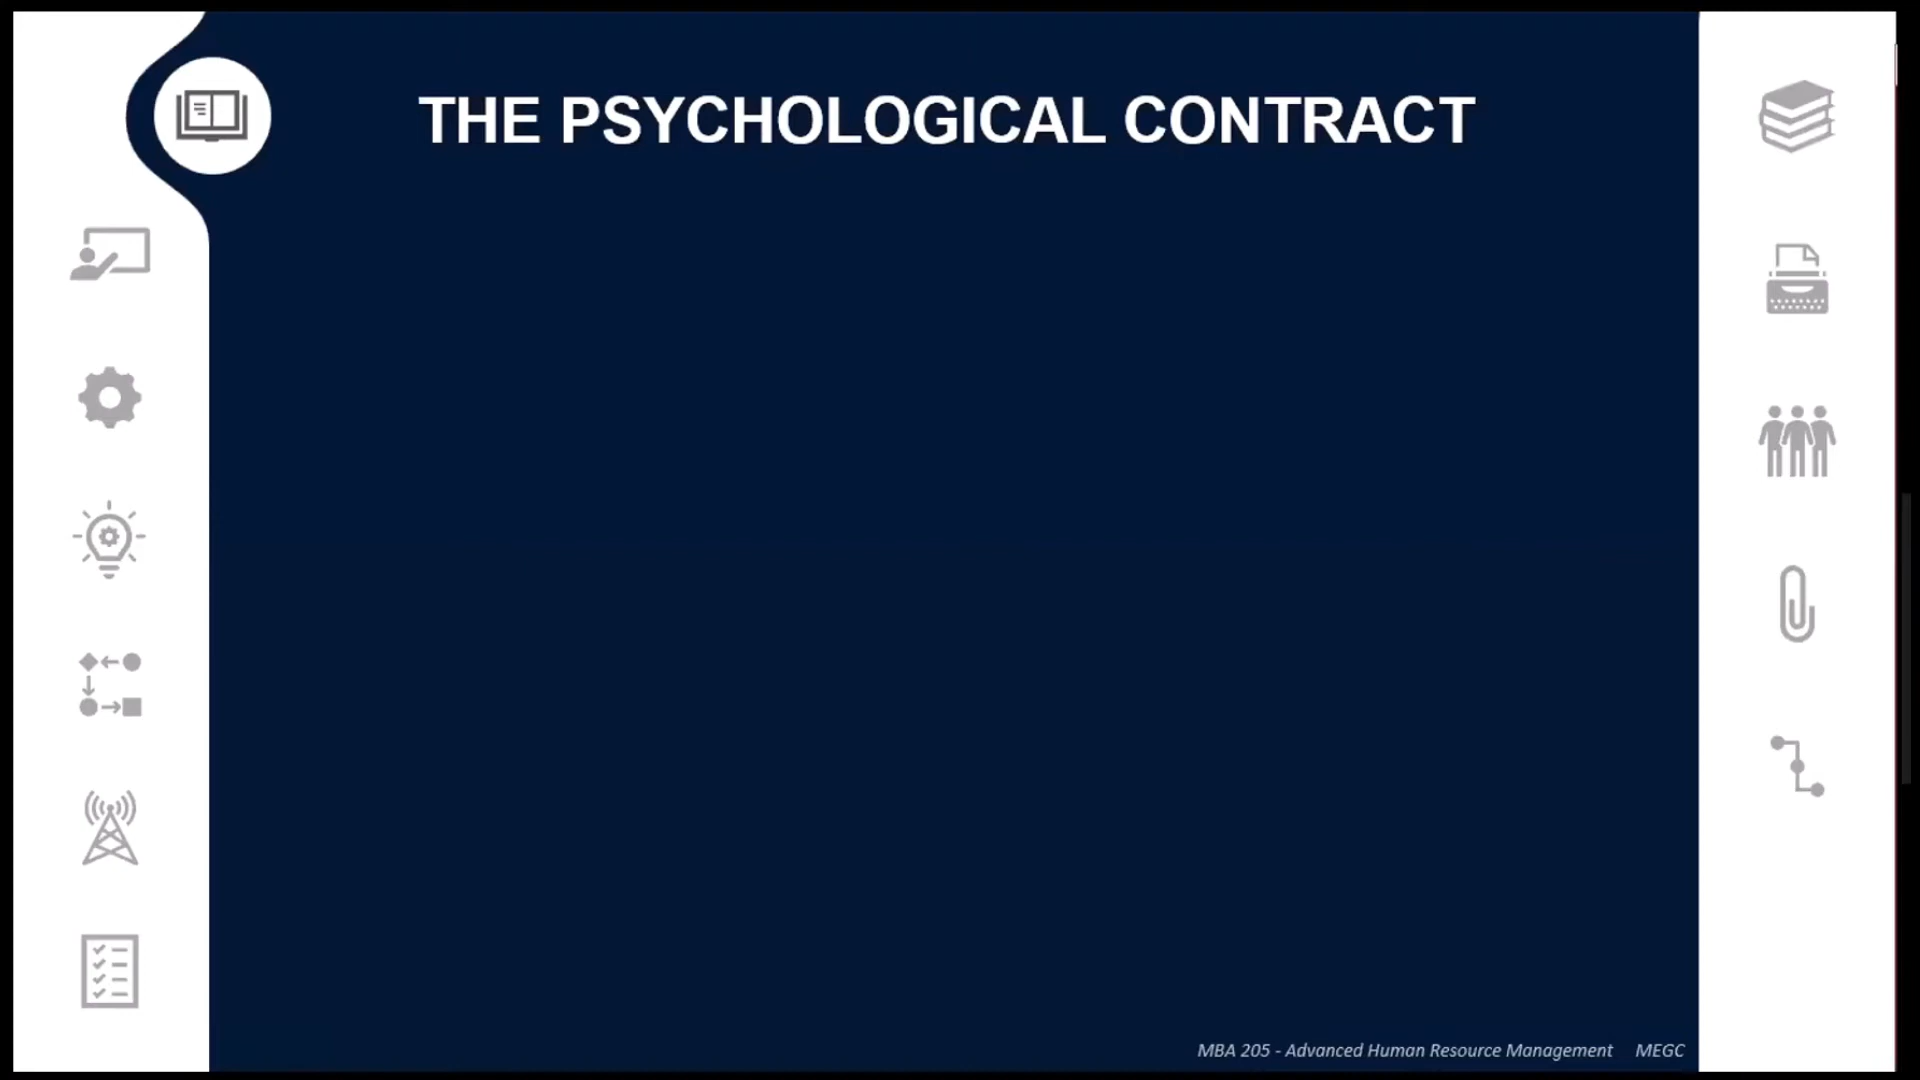 THE PSYCHOLOGICAL CONTRACT
MBA 205 - Advanced Human Resource Management MEGC